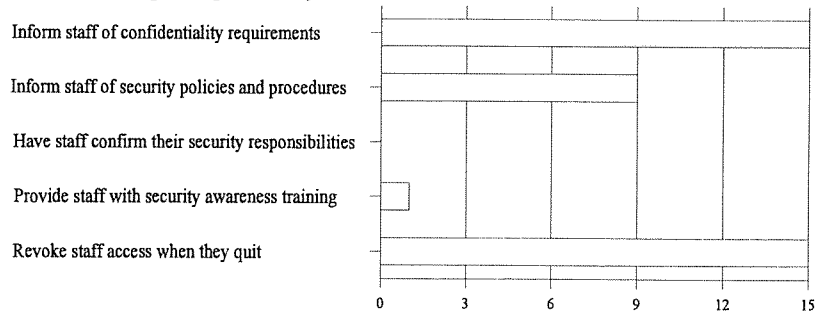 Inform staff of confidentiality requirements
Inform staff of security policies and procedures
Have staff confirm their security responsibilities
Provide staff with security awareness training
Revoke staff access when they quit
0 3 6 9 12 15